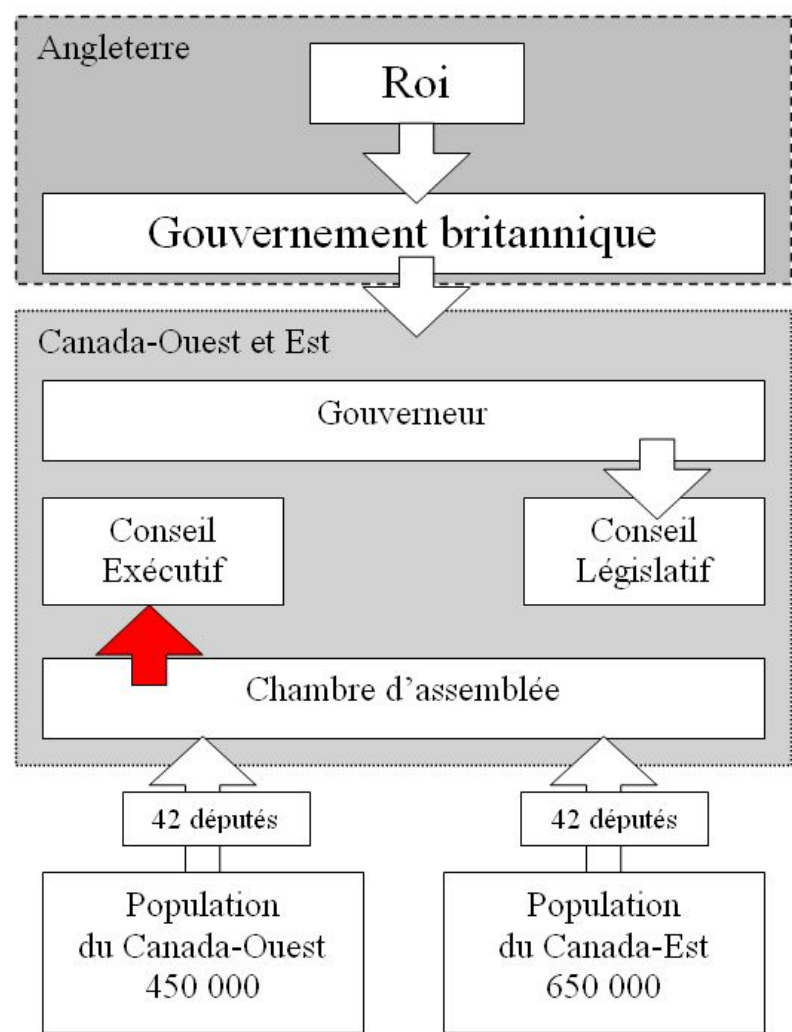 Angleterre
Roi
Gouvernement britannique
Canada-Ouest et Est
Gouverneur
Conseil
Exécutif
Conseil
Législatif
Chambre d’assemblée
42 députés
42 députés
Population
du Canada-Ouest
450 000
Population
du Canada-Est
650 000